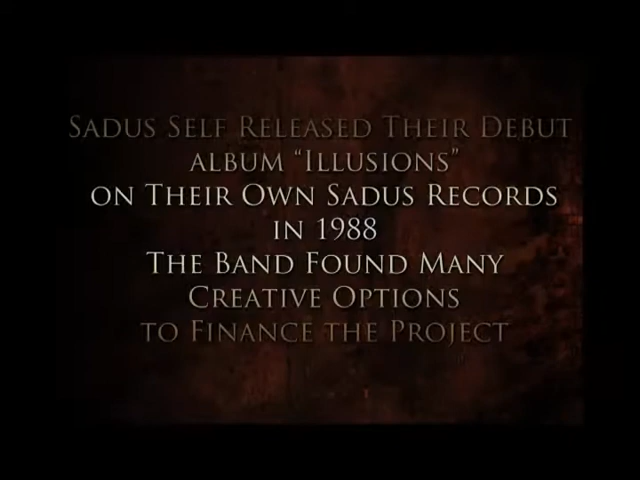 Sadus Self Released Their Debut
album “Illusions”
on Their Own Sadus Records
in 1988
The Band Found Many
Creative Options
to Finance the Project